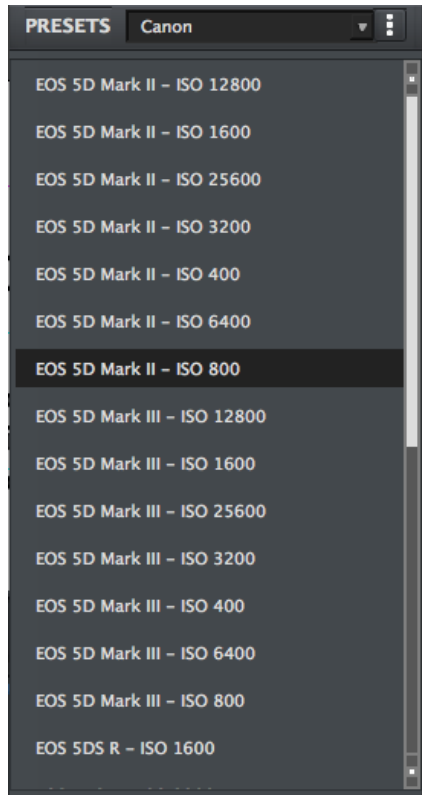 PRESETS Canon
EOS 5D Mark II – ISO 12800
EOS 5D Mark II – ISO 1600
EOS 5D Mark II – ISO 25600
EOS 5D Mark II – ISO 3200
EOS 5D Mark II – ISO 400
EOS 5D Mark II – ISO 6400
EOS 5D Mark II – ISO 800
EOS 5D Mark III – ISO 12800
EOS 5D Mark III – ISO 1600
EOS 5D Mark III – ISO 25600
EOS 5D Mark III – ISO 3200
EOS 5D Mark III – ISO 400
EOS 5D Mark III – ISO 6400
EOS 5D Mark III – ISO 800
EOS 5DS R – ISO 1600